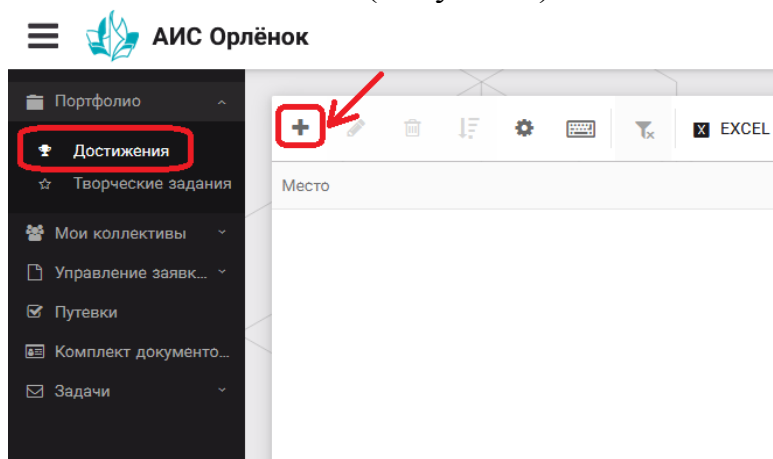 АИС Орлёнок
Портфолио
Достижения
Творческие задания
Мои коллективы
Управление заявк...
Путевки
Комплект документо...
Задачи
X EXCEL
Место